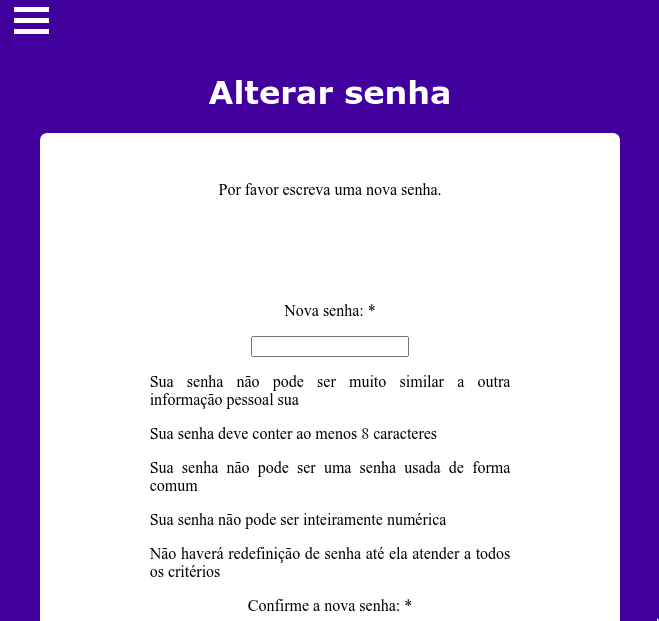 Alterar senha
Por favor escreva uma nova senha.
Nova senha: *
Sua senha não pode ser muito similar a outra
informação pessoal sua
Sua senha deve conter ao menos 8 caracteres
Sua senha não pode ser uma senha usada de forma
comum
Sua senha não pode ser inteiramente numérica
Não haverá redefinição de senha até ela atender a todos
os critérios
Confirme a nova senha: *